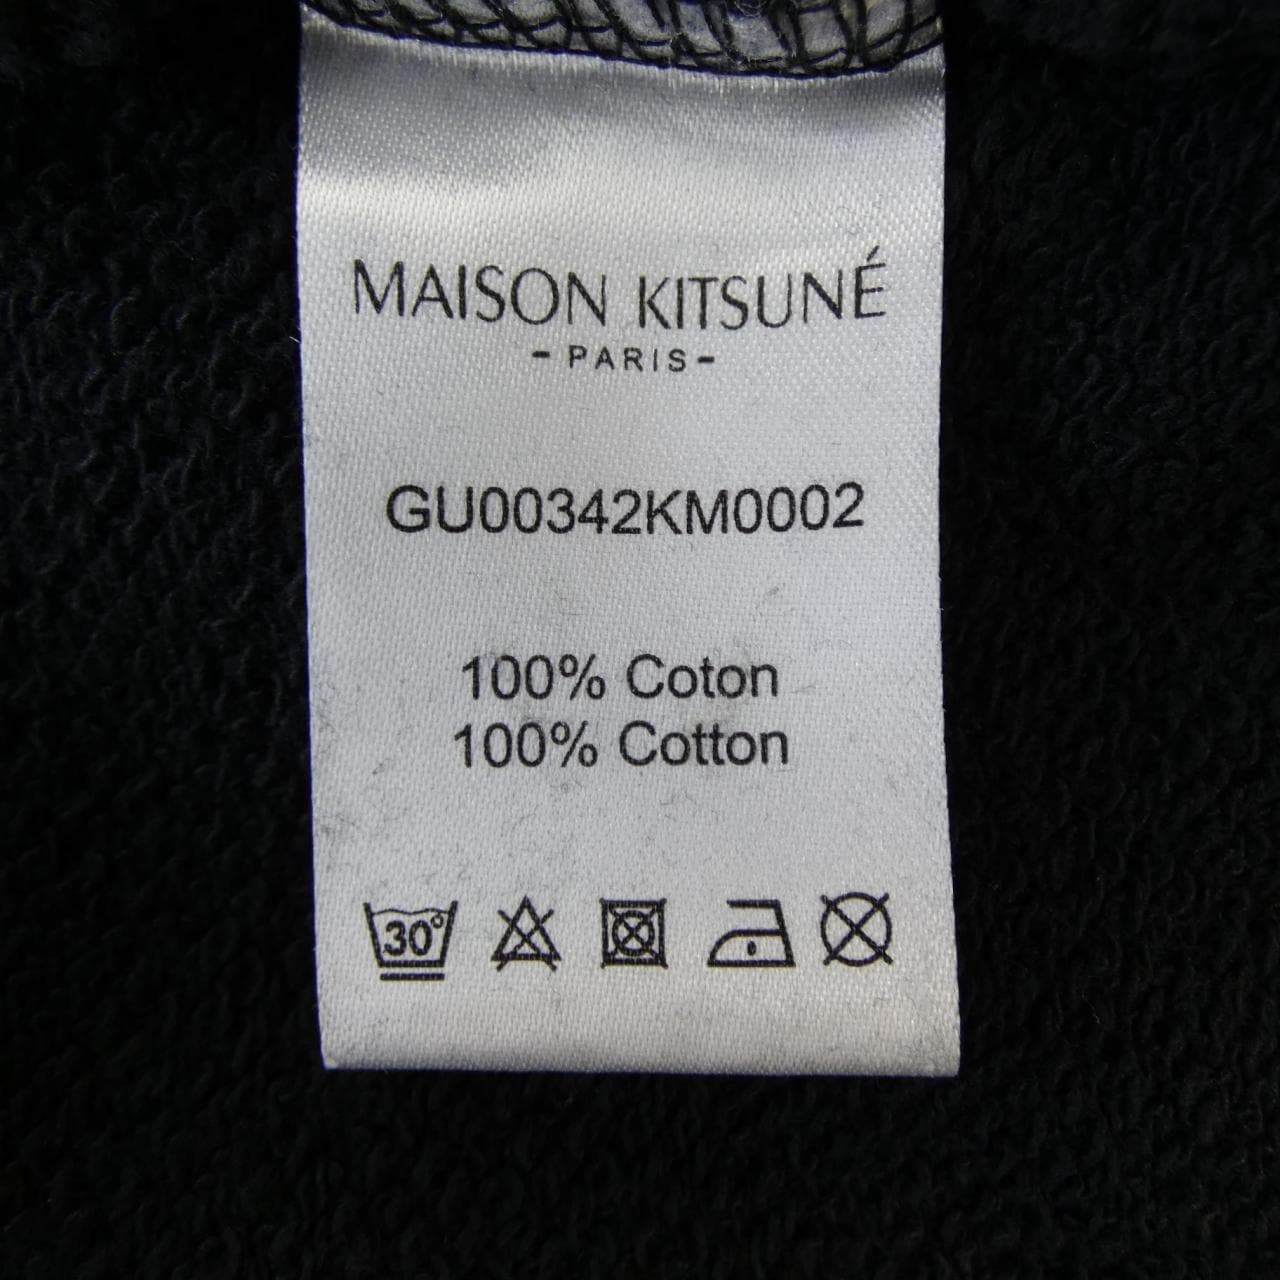 MAISON KITSUNÉ
- PARIS -
GU00342KM0002
100% Coton
100% Cotton
30°